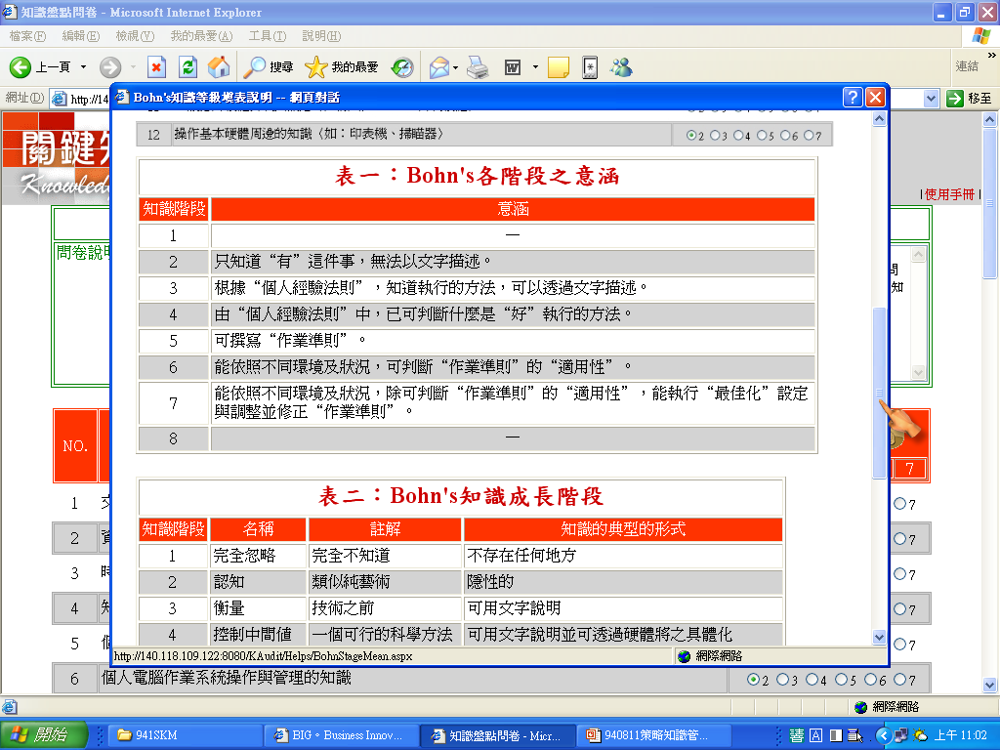 知識盤點問卷 - Microsoft Internet Explorer
檔案(F) 編輯(E) 檢視(V) 我的最愛(A) 工具(T) 說明(H)
上一頁 搜尋 我的最愛 連結
網址(D) http://14 移至
Bohn's知識等級填表說明 -- 網頁對話
關鍵
Knowled
使用手冊
問卷說明
12 操作基本硬體周邊的知識〈如：印表機、掃瞄器〉 2 3 4 5 6 7
表一：Bohn's各階段之意涵
知識階段 意涵
1 —
2 只知道“有”這件事，無法以文字描述。
3 根據“個人經驗法則”，知道執行的方法，可以透過文字描述。
4 由“個人經驗法則”中，已可判斷什麼是“好”執行的方法。
5 可撰寫“作業準則”。
6 能依照不同環境及狀況，可判斷“作業準則”的“適用性”。
7 能依照不同環境及狀況，除可判斷“作業準則”的“適用性”，能執行“最佳化”設定
與調整並修正“作業準則”。
8 —
表二：Bohn's知識成長階段
知識階段 名稱 註解 知識的典型的形式
1 完全忽略 完全不知道 不存在任何地方
2 認知 類似純藝術 隱性的
3 衡量 技術之前 可用文字說明
4 控制中間值 一個可行的科學方法 可用文字說明並可透過硬體將之具體化
http://140.118.109.122:8080/KAudit/Helps/BohnStageMean.aspx 網際網路
問
知
NO. 7
1 7
2 7
3 7
4 7
5 7
6 個人電腦作業系統操作與管理的知識 2 3 4 5 6 7
網際網路
開始 941SKM BIG。Business Innov... 知識盤點問卷 - Micr... 940811策略知識管... 上午 11:02